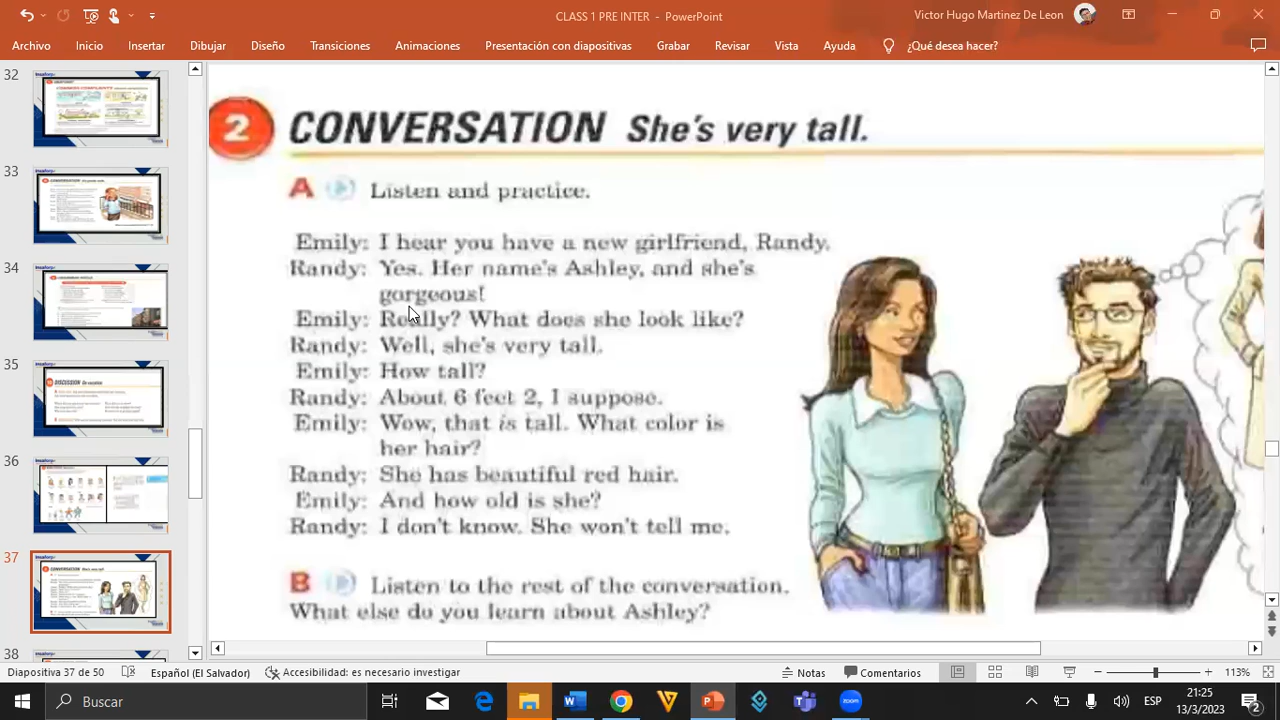 CLASS 1 PRE INTER - PowerPoint
Victor Hugo Martinez De Leon
Archivo Inicio Insertar Dibujar Diseño Transiciones Animaciones Presentación con diapositivas Grabar Revisar Vista Ayuda ¿Qué desea hacer?
32
33
34
35
36
37
38
2 CONVERSATION She's very tall.
A Listen and practice.
Emily: I hear you have a new girlfriend, Randy.
Randy: Yes. Her name's Ashley, and she's
gorgeous!
Emily: Really? What does she look like?
Randy: Well, she's very tall.
Emily: How tall?
Randy: About 6 feet 2, I suppose.
Emily: Wow, that is tall. What color is
her hair?
Randy: She has beautiful red hair.
Emily: And how old is she?
Randy: I don't know. She won't tell me.
B Listen to the rest of the conversation.
What else do you learn about Ashley?
Diapositiva 37 de 50 Español (El Salvador) Accesibilidad: es necesario investigar Notas Comentarios 113%
Buscar ESP 21:25
13/3/2023 2